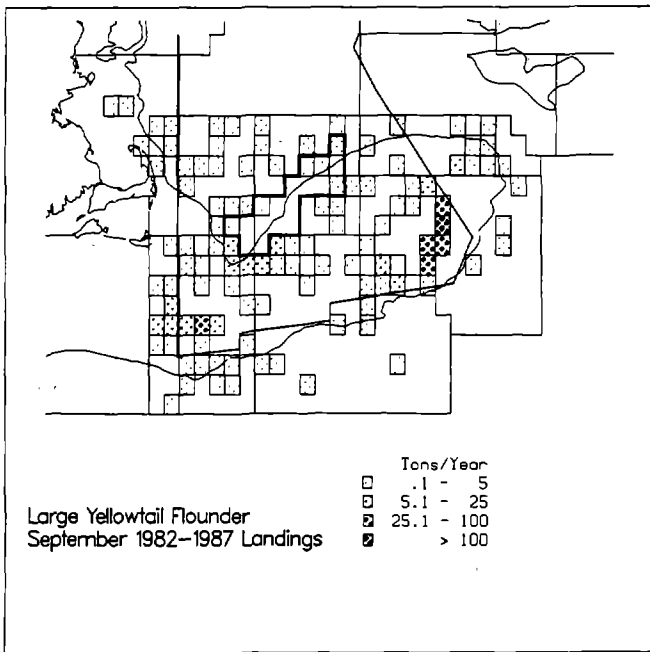 Tons/Year
.1 - 5
5.1 - 25
25.1 - 100
> 100
Large Yellowtail Flounder
September 1982-1987 Landings